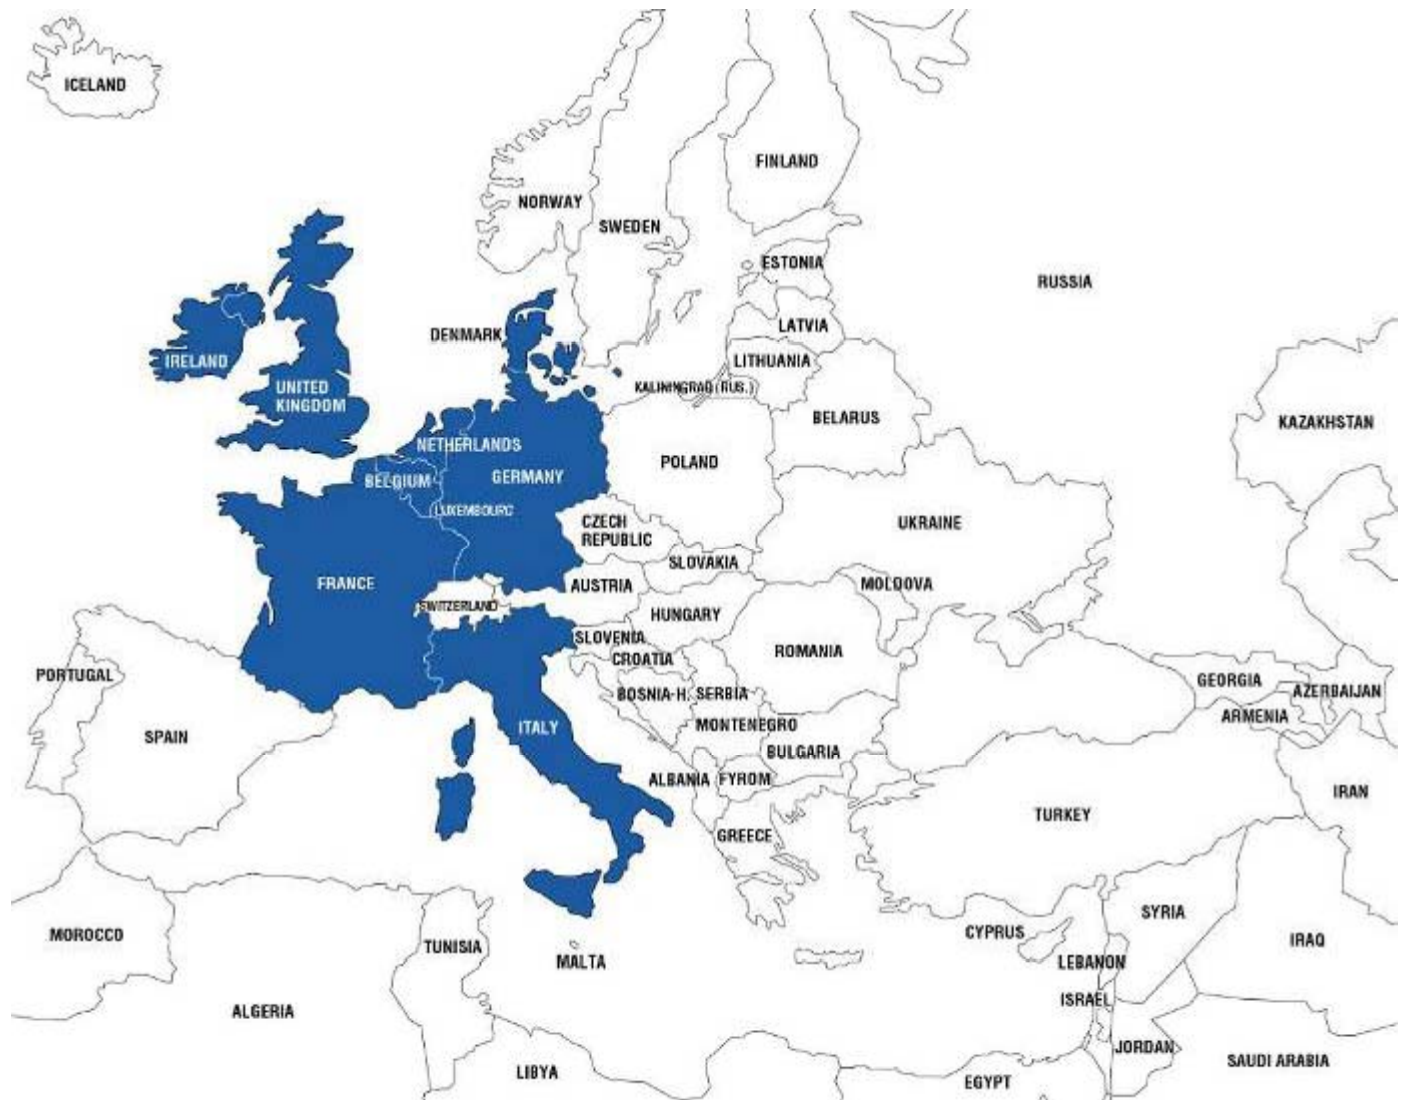 ICELAND
FINLAND
NORWAY
SWEDEN
ESTONIA
RUSSIA
LATVIA
DENMARK
LITHUANIA
IRELAND
KALININGRAD (RUS.)
UNITED
KINGDOM
BELARUS
KAZAKHSTAN
NETHERLANDS
POLAND
BELGIUM
GERMANY
LUXEMBOURG
CZECH
REPUBLIC
UKRAINE
SLOVAKIA
FRANCE
AUSTRIA
MOLDOVA
SWITZERLAND
HUNGARY
SLOVENIA
ROMANIA
CROATIA
PORTUGAL
GEORGIA
BOSNIA-H.
SERBIA
AZERBAIJAN
ARMENIA
MONTENEGRO
ITALY
SPAIN
BULGARIA
ALBANIA
FYROM
IRAN
TURKEY
GREECE
SYRIA
MOROCCO
CYPRUS
IRAQ
TUNISIA
MALTA
LEBANON
ISRAEL
ALGERIA
JORDAN
SAUDI ARABIA
LIBYA
EGYPT